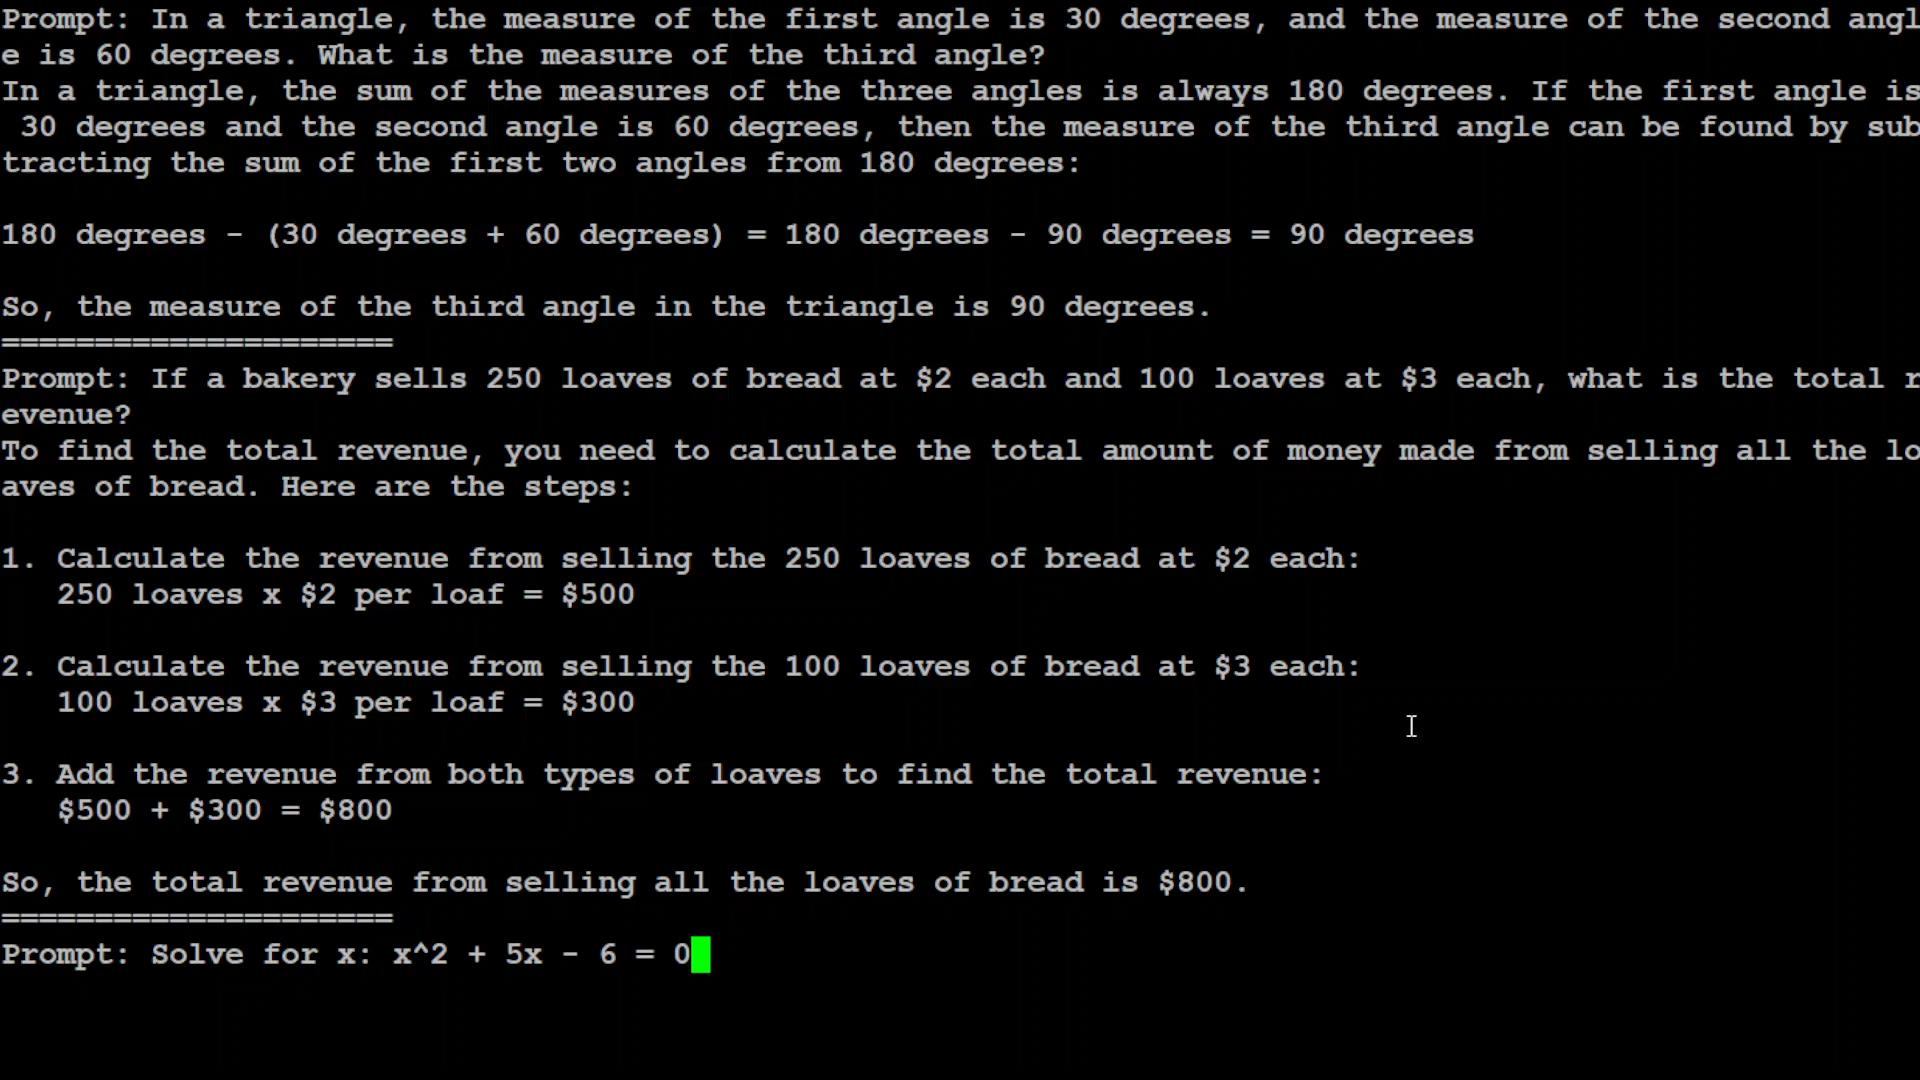 Prompt: In a triangle, the measure of the first angle is 30 degrees, and the measure of the second angl
e is 60 degrees. What is the measure of the third angle?
In a triangle, the sum of the measures of the three angles is always 180 degrees. If the first angle is
 30 degrees and the second angle is 60 degrees, then the measure of the third angle can be found by sub
tracting the sum of the first two angles from 180 degrees:

180 degrees - (30 degrees + 60 degrees) = 180 degrees - 90 degrees = 90 degrees

So, the measure of the third angle in the triangle is 90 degrees.
=====================
Prompt: If a bakery sells 250 loaves of bread at $2 each and 100 loaves at $3 each, what is the total r
evenue?
To find the total revenue, you need to calculate the total amount of money made from selling all the lo
aves of bread. Here are the steps:

1. Calculate the revenue from selling the 250 loaves of bread at $2 each:
   250 loaves x $2 per loaf = $500

2. Calculate the revenue from selling the 100 loaves of bread at $3 each:
   100 loaves x $3 per loaf = $300

3. Add the revenue from both types of loaves to find the total revenue:
   $500 + $300 = $800

So, the total revenue from selling all the loaves of bread is $800.
=====================
Prompt: Solve for x: x^2 + 5x - 6 = 0